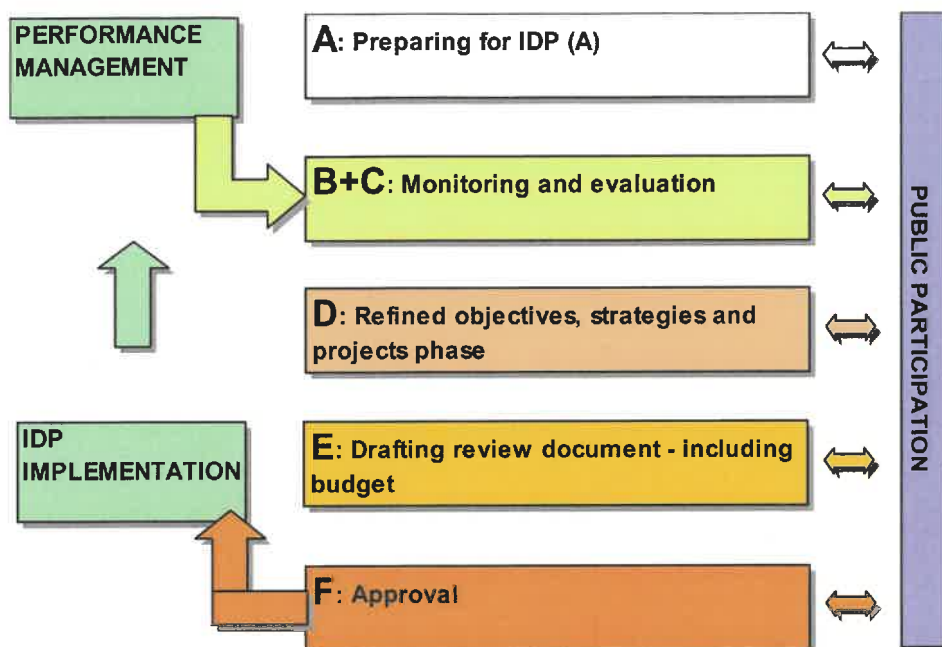 PERFORMANCE
MANAGEMENT
A: Preparing for IDP (A)
B+C: Monitoring and evaluation
D: Refined objectives, strategies and
projects phase
IDP
IMPLEMENTATION
E: Drafting review document - including
budget
F: Approval
PUBLIC PARTICIPATION